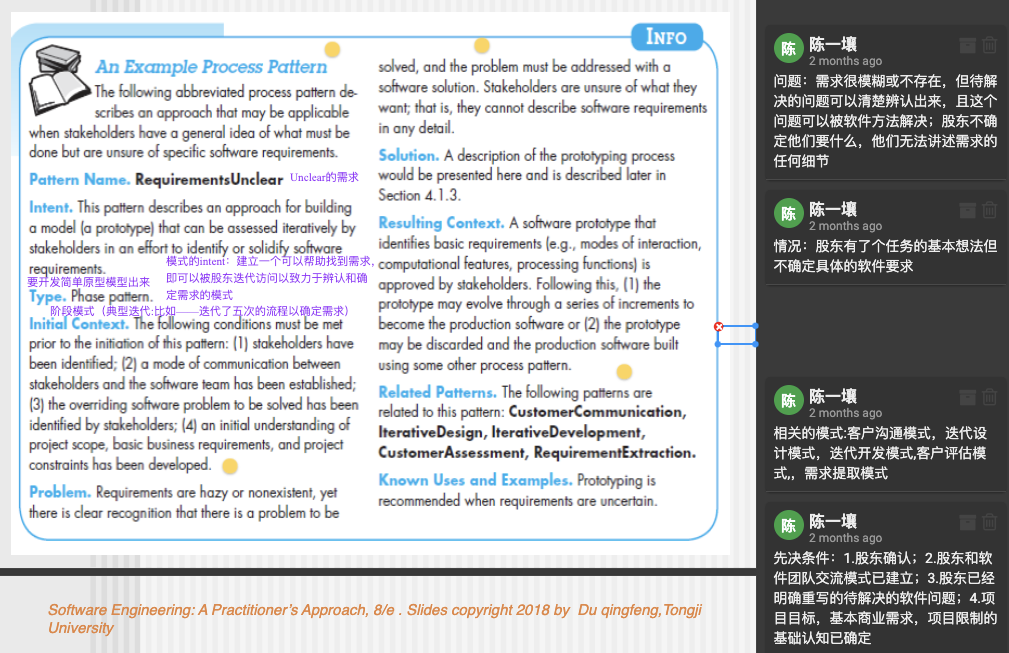 INFO
An Example Process Pattern
The following abbreviated process pattern de-
scribes an approach that may be applicable
when stakeholders have a general idea of what must be
done but are unsure of specific software requirements.
Pattern Name. RequirementsUnclear
Unclear的需求
Intent. This pattern describes an approach for building
a model (a prototype) that can be assessed iteratively by
stakeholders in an effort to identify or solidify software
requirements.
模式的intent：建立一个可以帮助找到需求,
即可以被股东迭代访问以致力于辨认和确
定需求的模式
要开发简单原型模型出来
Type. Phase pattern.
阶段模式（典型迭代:比如——迭代了五次的流程以确定需求）
Initial Context. The following conditions must be met
prior to the initiation of this pattern: (1) stakeholders have
been identified; (2) a mode of communication between
stakeholders and the software team has been established;
(3) the overriding software problem to be solved has been
identified by stakeholders; (4) an initial understanding of
project scope, basic business requirements, and project
constraints has been developed.
Problem. Requirements are hazy or nonexistent, yet
there is clear recognition that there is a problem to be
solved, and the problem must be addressed with a
software solution. Stakeholders are unsure of what they
want; that is, they cannot describe software requirements
in any detail.
Solution. A description of the prototyping process
would be presented here and is described later in
Section 4.1.3.
Resulting Context. A software prototype that
identifies basic requirements (e.g., modes of interaction,
computational features, processing functions) is
approved by stakeholders. Following this, (1) the
prototype may evolve through a series of increments to
become the production software or (2) the prototype
may be discarded and the production software built
using some other process pattern.
Related Patterns. The following patterns are
related to this pattern: CustomerCommunication,
IterativeDesign, IterativeDevelopment,
CustomerAssessment, RequirementExtraction.
Known Uses and Examples. Prototyping is
recommended when requirements are uncertain.
Software Engineering: A Practitioner's Approach, 8/e . Slides copyright 2018 by Du qingfeng,Tongji
University
陈
陈一壤
2 months ago
问题：需求很模糊或不存在，但待解
决的问题可以清楚辨认出来，且这个
问题可以被软件方法解决；股东不确
定他们要什么，他们无法讲述需求的
任何细节
陈
陈一壤
2 months ago
情况：股东有了个任务的基本想法但
不确定具体的软件要求
陈
陈一壤
2 months ago
相关的模式:客户沟通模式，迭代设
计模式，迭代开发模式,客户评估模
式,，需求提取模式
陈
陈一壤
2 months ago
先决条件：1.股东确认；2.股东和软
件团队交流模式已建立；3.股东已经
明确重写的待解决的软件问题；4.项
目目标，基本商业需求，项目限制的
基础认知已确定